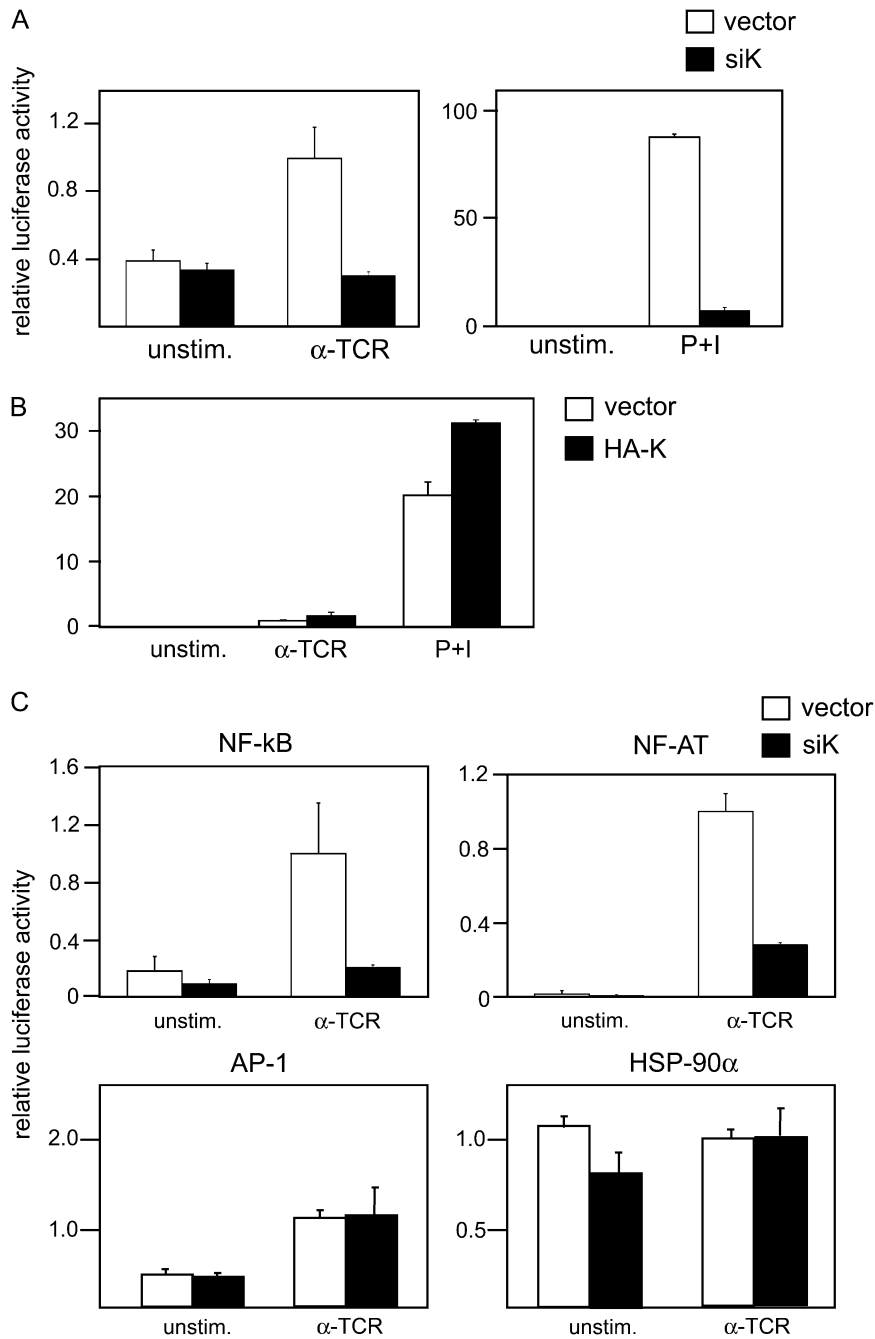 A
vector
siK
relative luciferase activity
1.2
0.8
0.4
unstim.
α-TCR
100
50
0
unstim.
P+I
B
vector
HA-K
30
20
10
0
unstim.
α-TCR
P+I
C
vector
siK
relative luciferase activity
NF-kB
1.6
1.2
0.8
0.4
0
unstim.
α-TCR
NF-AT
1.2
0.8
0.4
0
unstim.
α-TCR
AP-1
2.0
1.0
unstim.
α-TCR
HSP-90α
1.0
0.5
unstim.
α-TCR